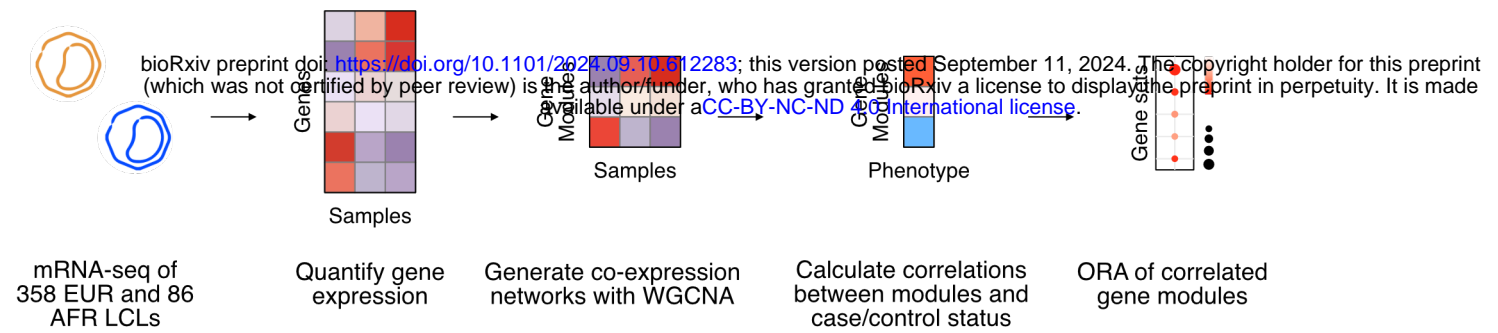 bioRxiv preprint doi: https://doi.org/10.1101/2024.09.10.612283; this version posted September 11, 2024. The copyright holder for this preprint
(which was not certified by peer review) is the author/funder, who has granted bioRxiv a license to display the preprint in perpetuity. It is made
available under aCC-BY-NC-ND 4.0 International license.
Genes
Samples
Gene
Modules
Samples
Gene
Modules
Phenotype
Gene sets
mRNA-seq of
358 EUR and 86
AFR LCLs
Quantify gene
expression
Generate co-expression
networks with WGCNA
Calculate correlations
between modules and
case/control status
ORA of correlated
gene modules